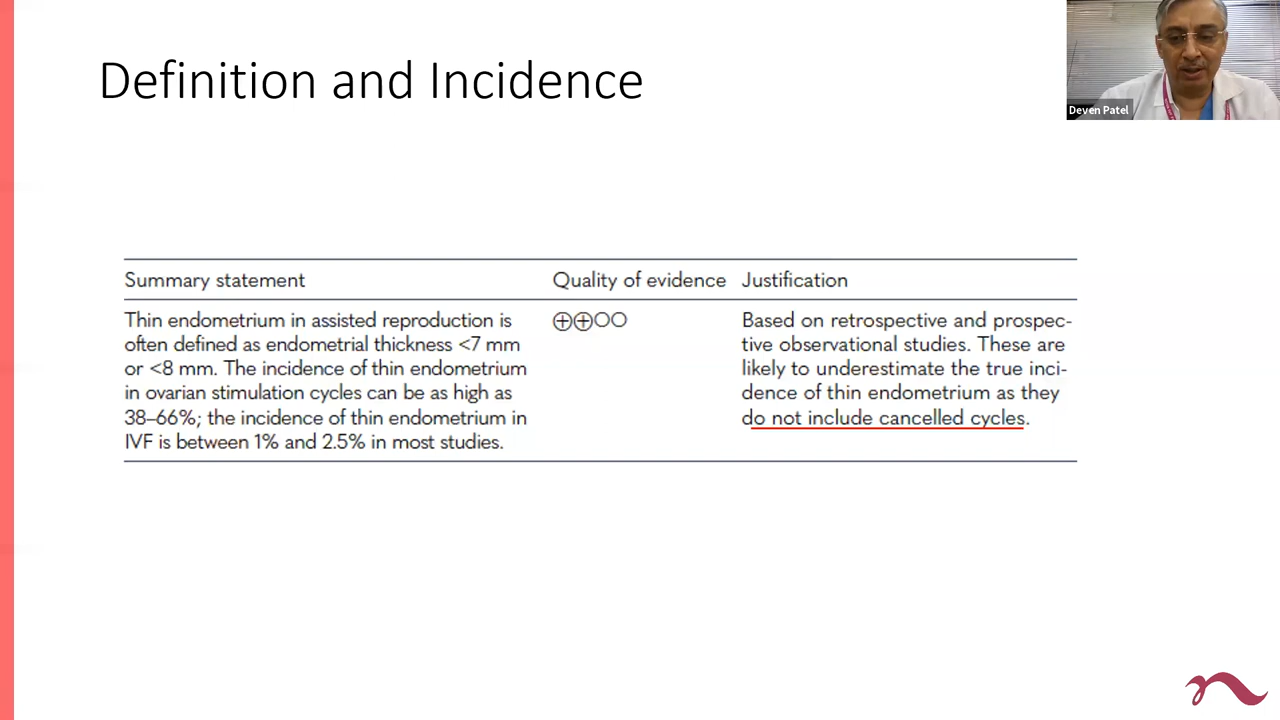 Definition and Incidence
Deven Patel
Summary statement
Quality of evidence
Justification
Thin endometrium in assisted reproduction is
often defined as endometrial thickness <7 mm
or <8 mm. The incidence of thin endometrium
in ovarian stimulation cycles can be as high as
38–66%; the incidence of thin endometrium in
IVF is between 1% and 2.5% in most studies.
⊕⊕○○
Based on retrospective and prospec-
tive observational studies. These are
likely to underestimate the true inci-
dence of thin endometrium as they
do not include cancelled cycles.